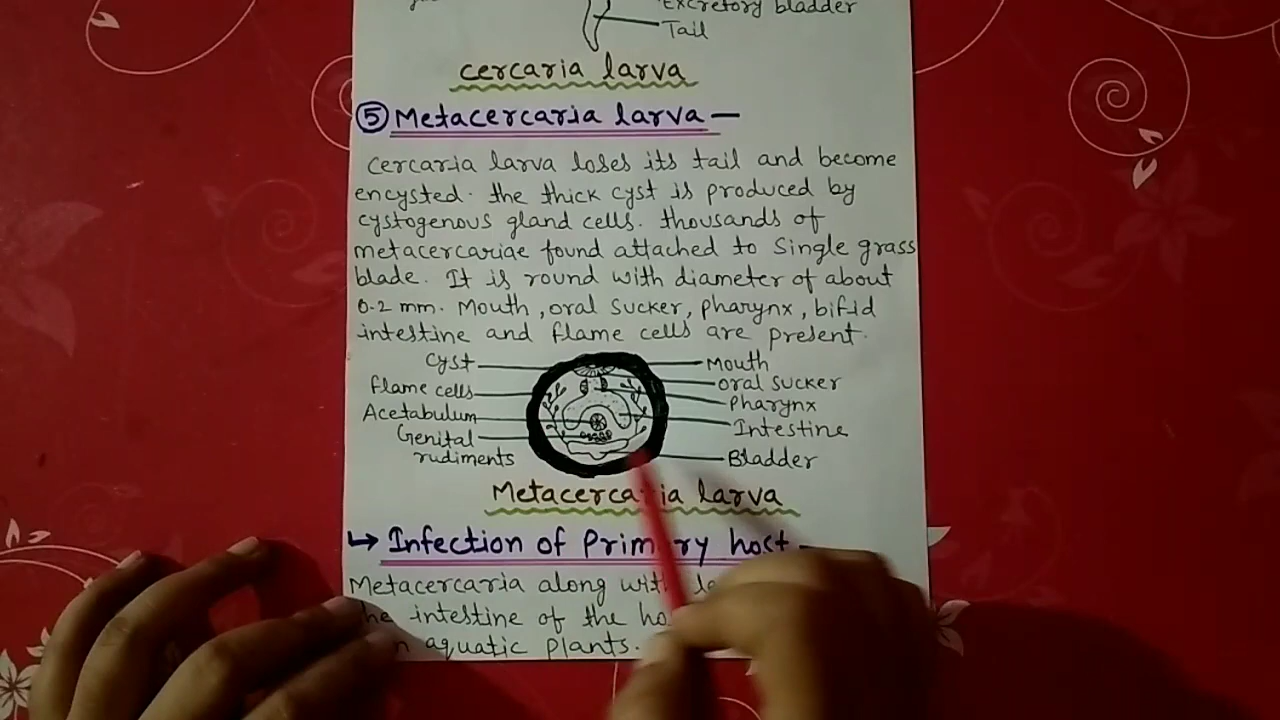 Excretory bladder
Tail
cercaria larva
⑤ Metacercaria larva —
cercaria larva loses its tail and become
encysted. the thick cyst is produced by
cystogenous gland cells. thousands of
metacercariae found attached to single grass
blade. It is round with diameter of about
0.2 mm. Mouth, oral sucker, pharynx, bifid
intestine and flame cells are present.
Cyst
Mouth
flame cells
oral sucker
Acetabulum
Pharynx
Genital
rudiments
Intestine
Bladder
Metacercaria larva
↳ Infection of Primary host —
Metacercaria along with
the intestine of the
aquatic plants.